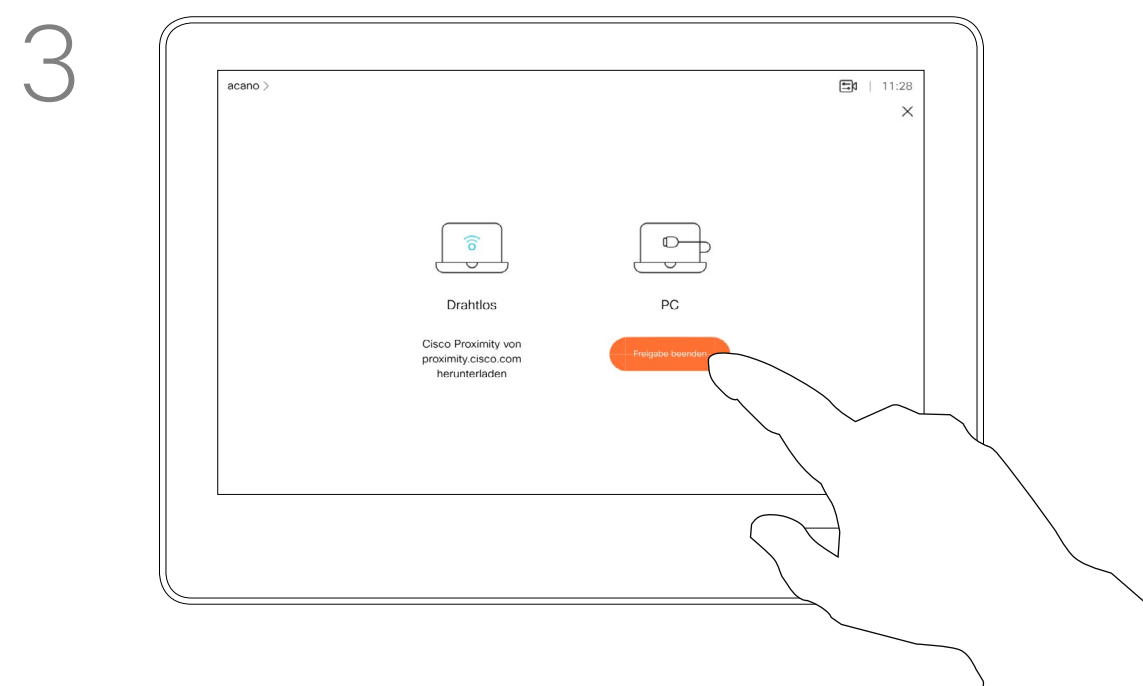 3
acano >
| 11:28
Drahtlos
PC
Cisco Proximity von
proximity.cisco.com
herunterladen
Freigabe beenden